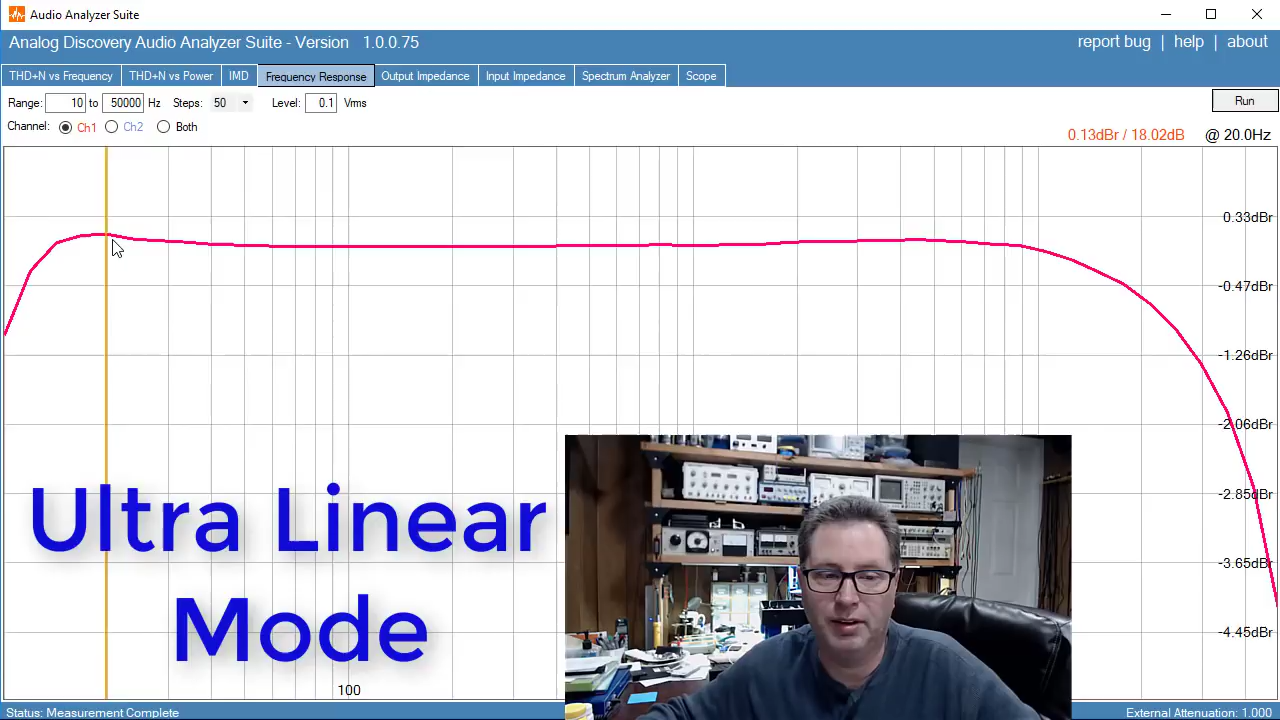 Audio Analyzer Suite
Analog Discovery Audio Analyzer Suite - Version 1.0.0.75
report bug | help | about
THD+N vs Frequency THD+N vs Power IMD Frequency Response Output Impedance Input Impedance Spectrum Analyzer Scope
Range: 10 to 50000 Hz Steps: 50 Level: 0.1 Vrms
Run
Channel: Ch1 Ch2 Both
0.13dBr / 18.02dB @ 20.0Hz
0.33dBr
-0.47dBr
-1.26dBr
-2.06dBr
-2.85dBr
-3.65dBr
-4.45dBr
Ultra Linear
Mode
100
Status: Measurement Complete
External Attenuation: 1.000